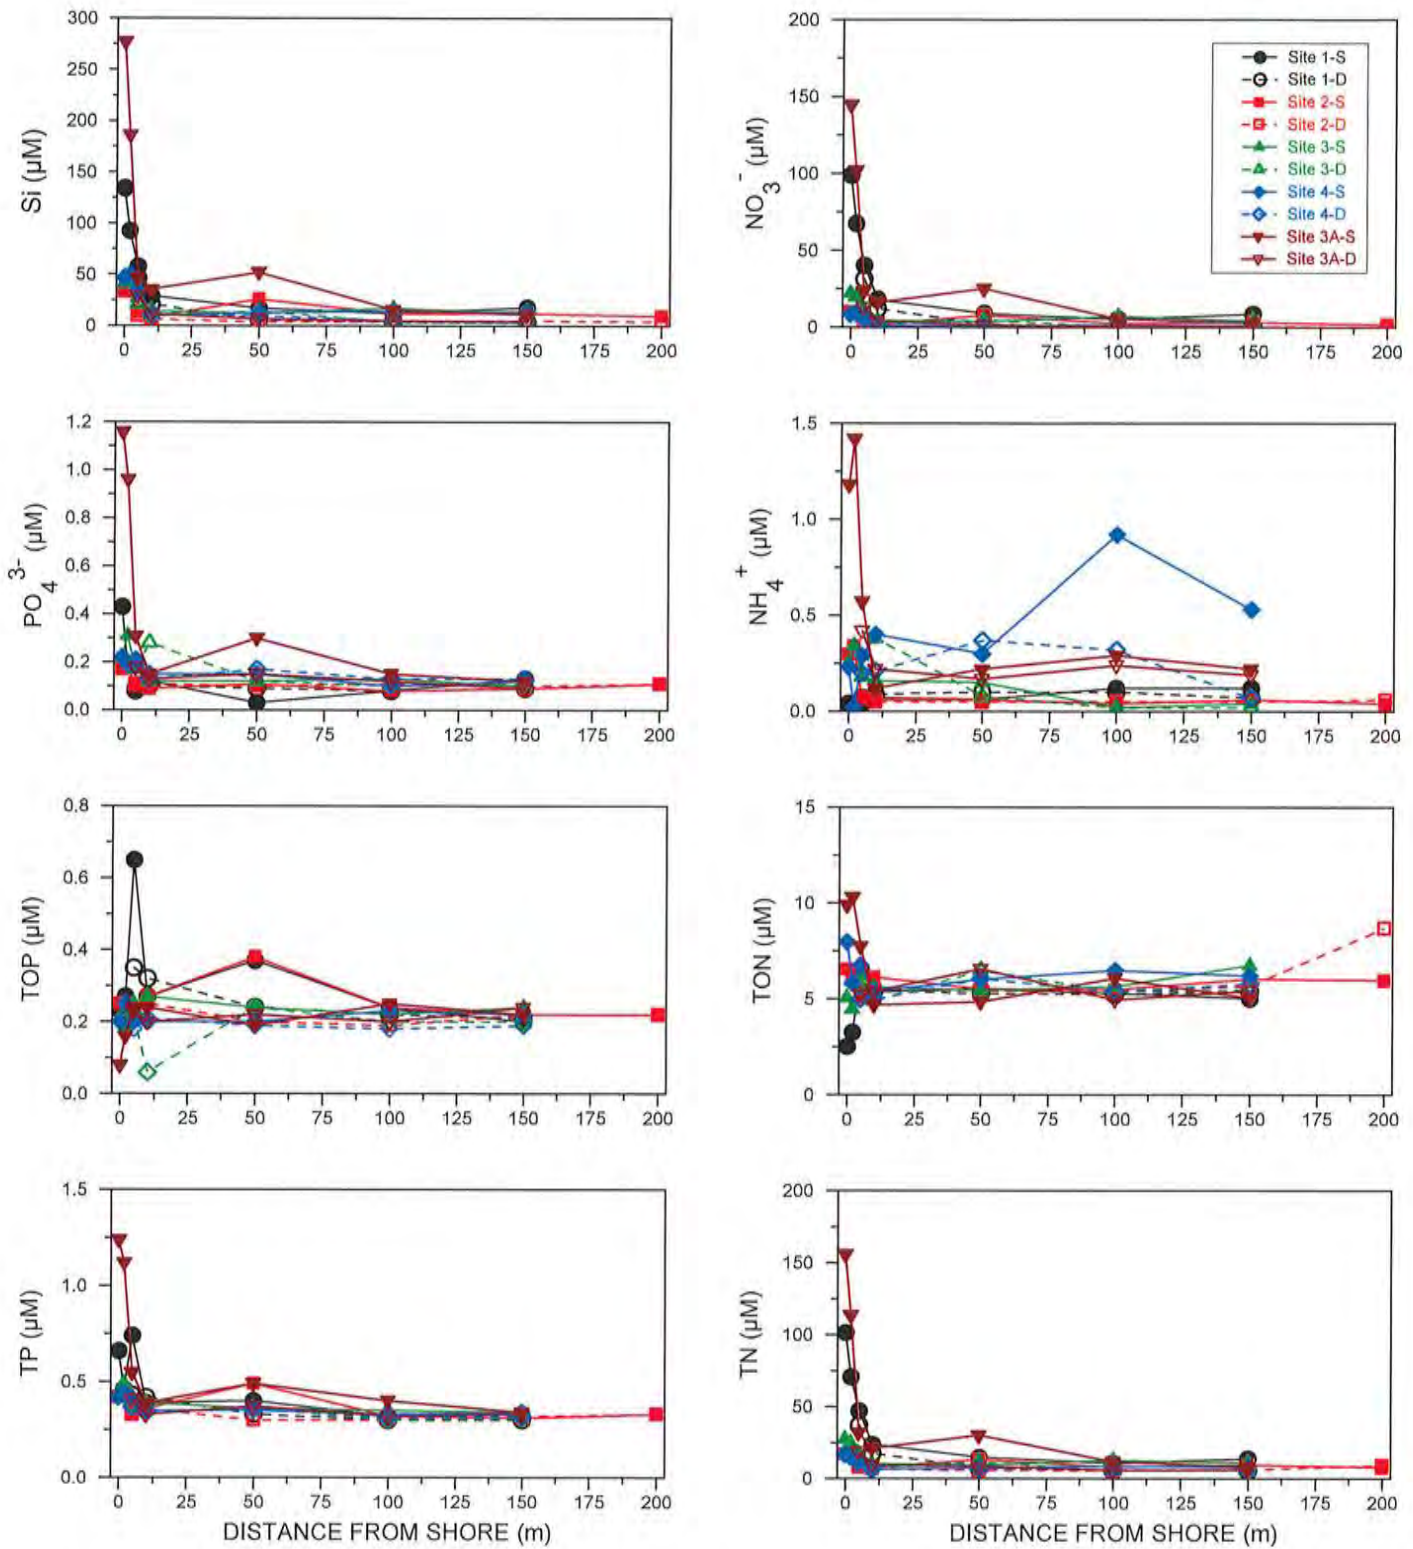 Si (µM)
300
250
200
150
100
50
0
0 25 50 75 100 125 150 175 200
NO3- (µM)
200
150
100
50
0
0 25 50 75 100 125 150 175 200
Site 1-S
Site 1-D
Site 2-S
Site 2-D
Site 3-S
Site 3-D
Site 4-S
Site 4-D
Site 3A-S
Site 3A-D
PO4 3- (µM)
1.2
1.0
0.8
0.6
0.4
0.2
0.0
0 25 50 75 100 125 150 175 200
NH4+ (µM)
1.5
1.0
0.5
0.0
0 25 50 75 100 125 150 175 200
TOP (µM)
0.8
0.6
0.4
0.2
0.0
0 25 50 75 100 125 150 175 200
TON (µM)
15
10
5
0
0 25 50 75 100 125 150 175 200
TP (µM)
1.5
1.0
0.5
0.0
0 25 50 75 100 125 150 175 200
DISTANCE FROM SHORE (m)
TN (µM)
200
150
100
50
0
0 25 50 75 100 125 150 175 200
DISTANCE FROM SHORE (m)